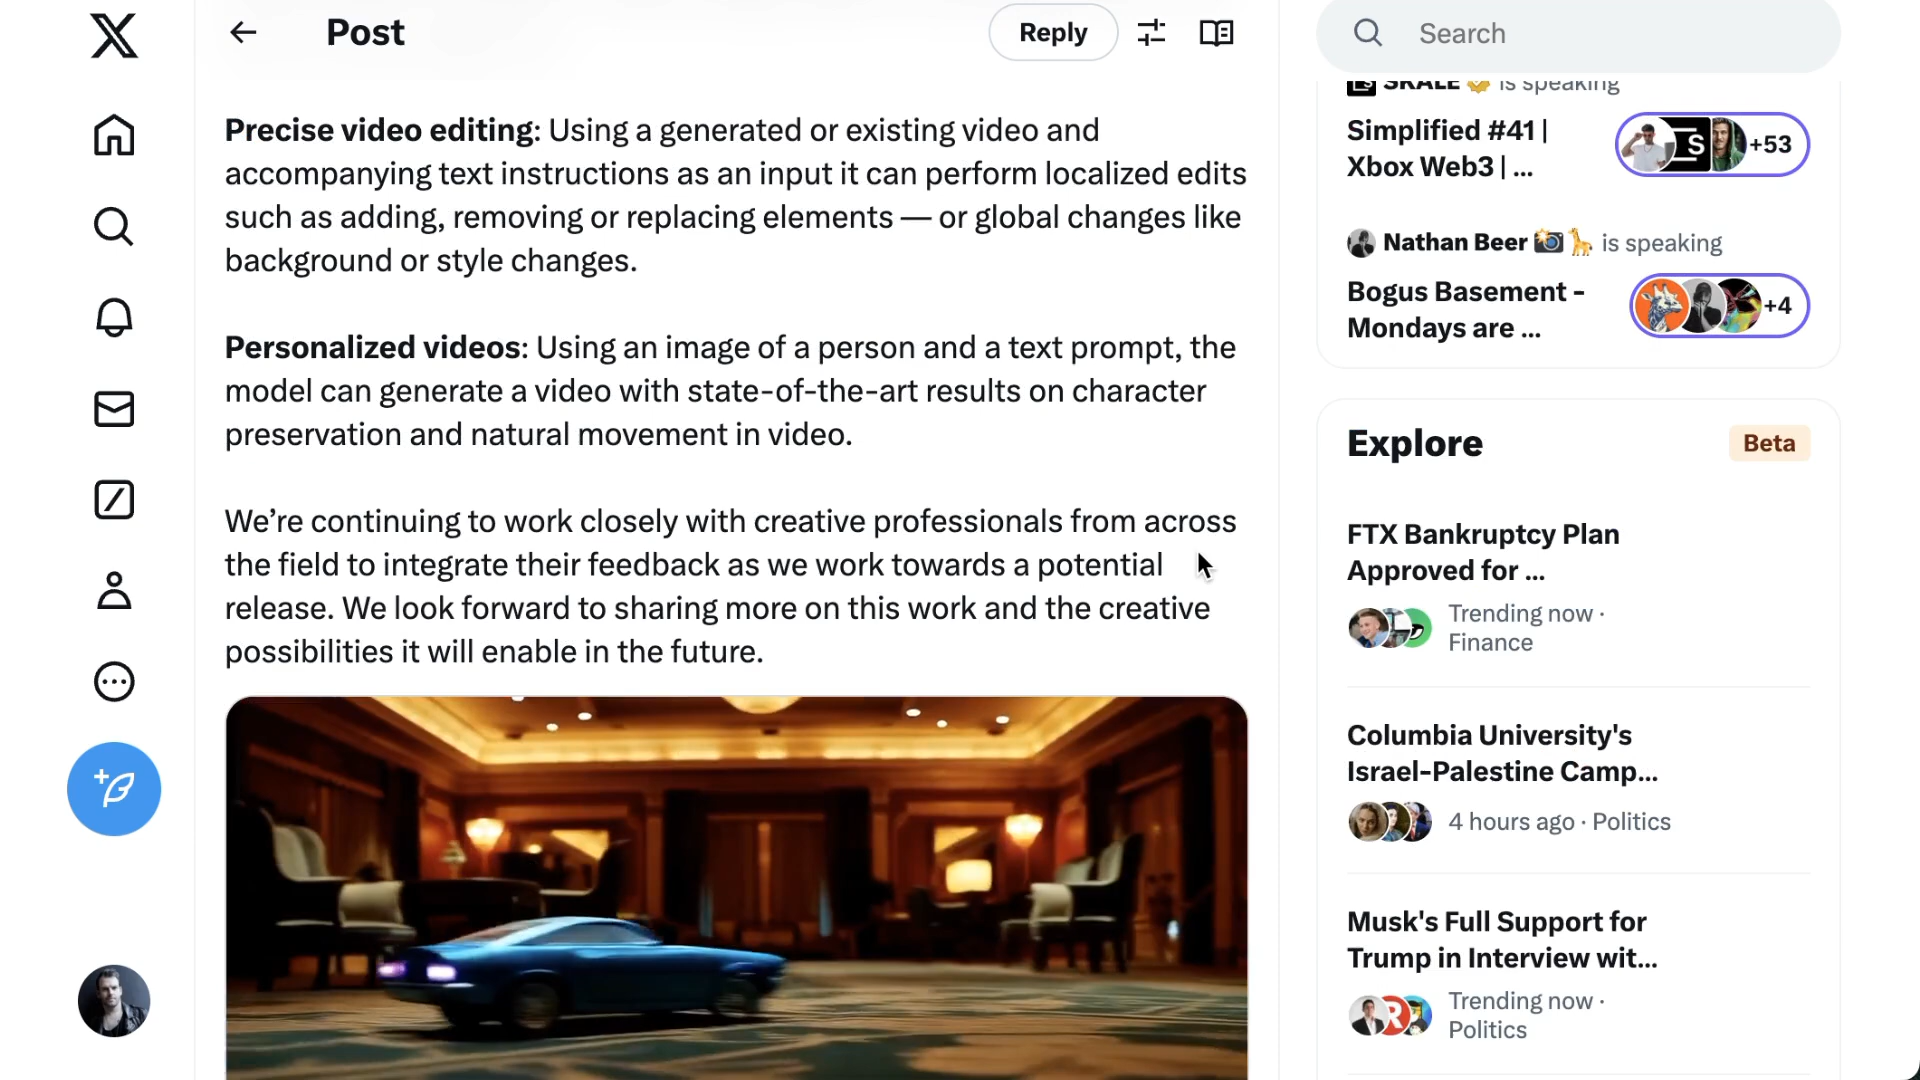 Post
Reply
Precise video editing: Using a generated or existing video and
accompanying text instructions as an input it can perform localized edits
such as adding, removing or replacing elements — or global changes like
background or style changes.
Personalized videos: Using an image of a person and a text prompt, the
model can generate a video with state-of-the-art results on character
preservation and natural movement in video.
We’re continuing to work closely with creative professionals from across
the field to integrate their feedback as we work towards a potential
release. We look forward to sharing more on this work and the creative
possibilities it will enable in the future.
Search
SKALE is speaking
Simplified #41 |
Xbox Web3 | ...
S
+53
Nathan Beer is speaking
Bogus Basement -
Mondays are ...
+4
Explore
Beta
FTX Bankruptcy Plan
Approved for ...
Trending now ·
Finance
Columbia University's
Israel-Palestine Camp...
4 hours ago · Politics
Musk's Full Support for
Trump in Interview wit...
R
Trending now ·
Politics